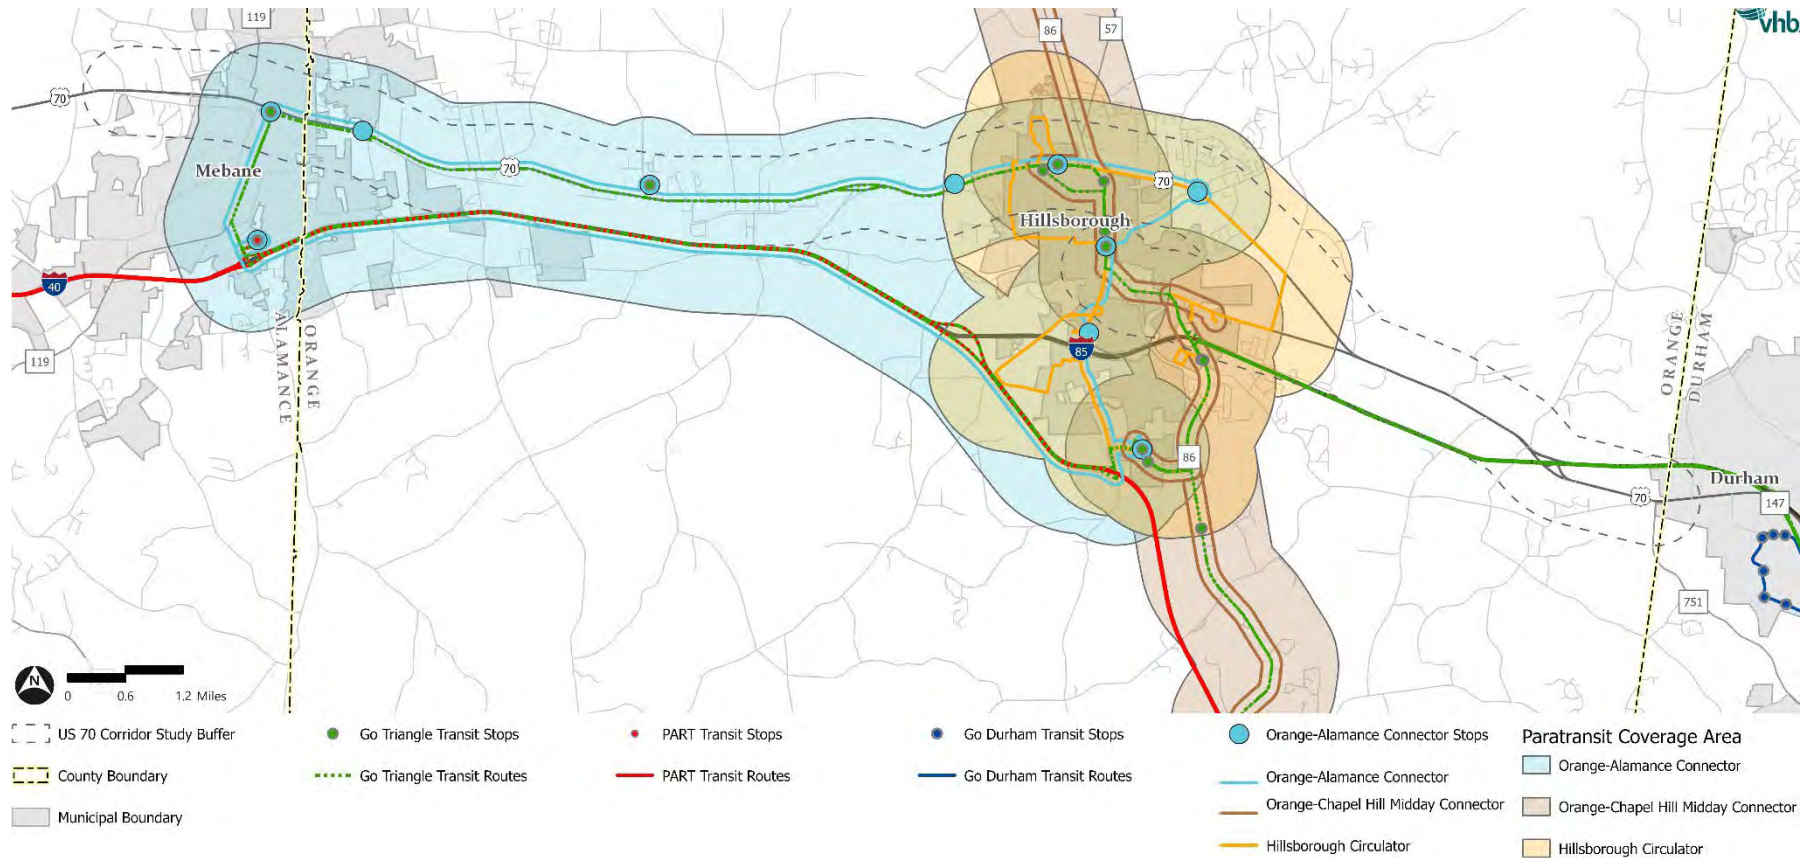 119
86
57
vhb
70
Mebane
70
70
Hillsborough
40
ALAMANCE
ORANGE
119
85
ORANGE
DURHAM
86
70
Durham
147
751
N
0 0.6 1.2 Miles
US 70 Corridor Study Buffer
County Boundary
Municipal Boundary
Go Triangle Transit Stops
Go Triangle Transit Routes
PART Transit Stops
PART Transit Routes
Go Durham Transit Stops
Go Durham Transit Routes
Orange-Alamance Connector Stops
Orange-Alamance Connector
Orange-Chapel Hill Midday Connector
Hillsborough Circulator
Paratransit Coverage Area
Orange-Alamance Connector
Orange-Chapel Hill Midday Connector
Hillsborough Circulator